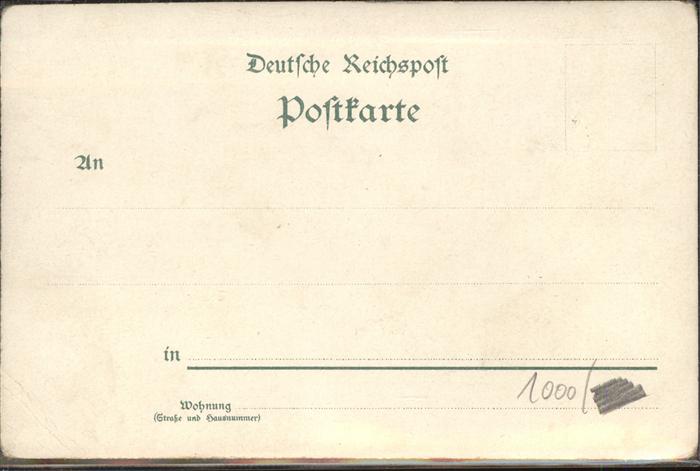 Deutſche Reichspoſt
Poſtkarte
An
in
1000/
Wohnung
(Straße und Hausnummer)